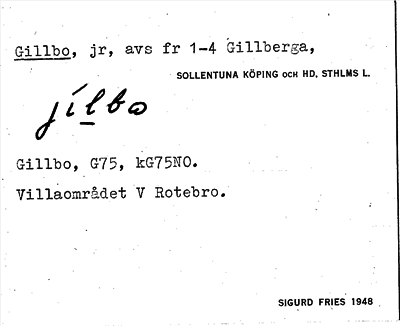 Gillbo, jr, avs fr 1-4 Gillberga,
SOLLENTUNA KÖPING OCH HD, STHLMS L.
jílbo
Gillbo, G75, kG75NO.
Villaområdet V Rotebro.
SIGURD FRIES 1948